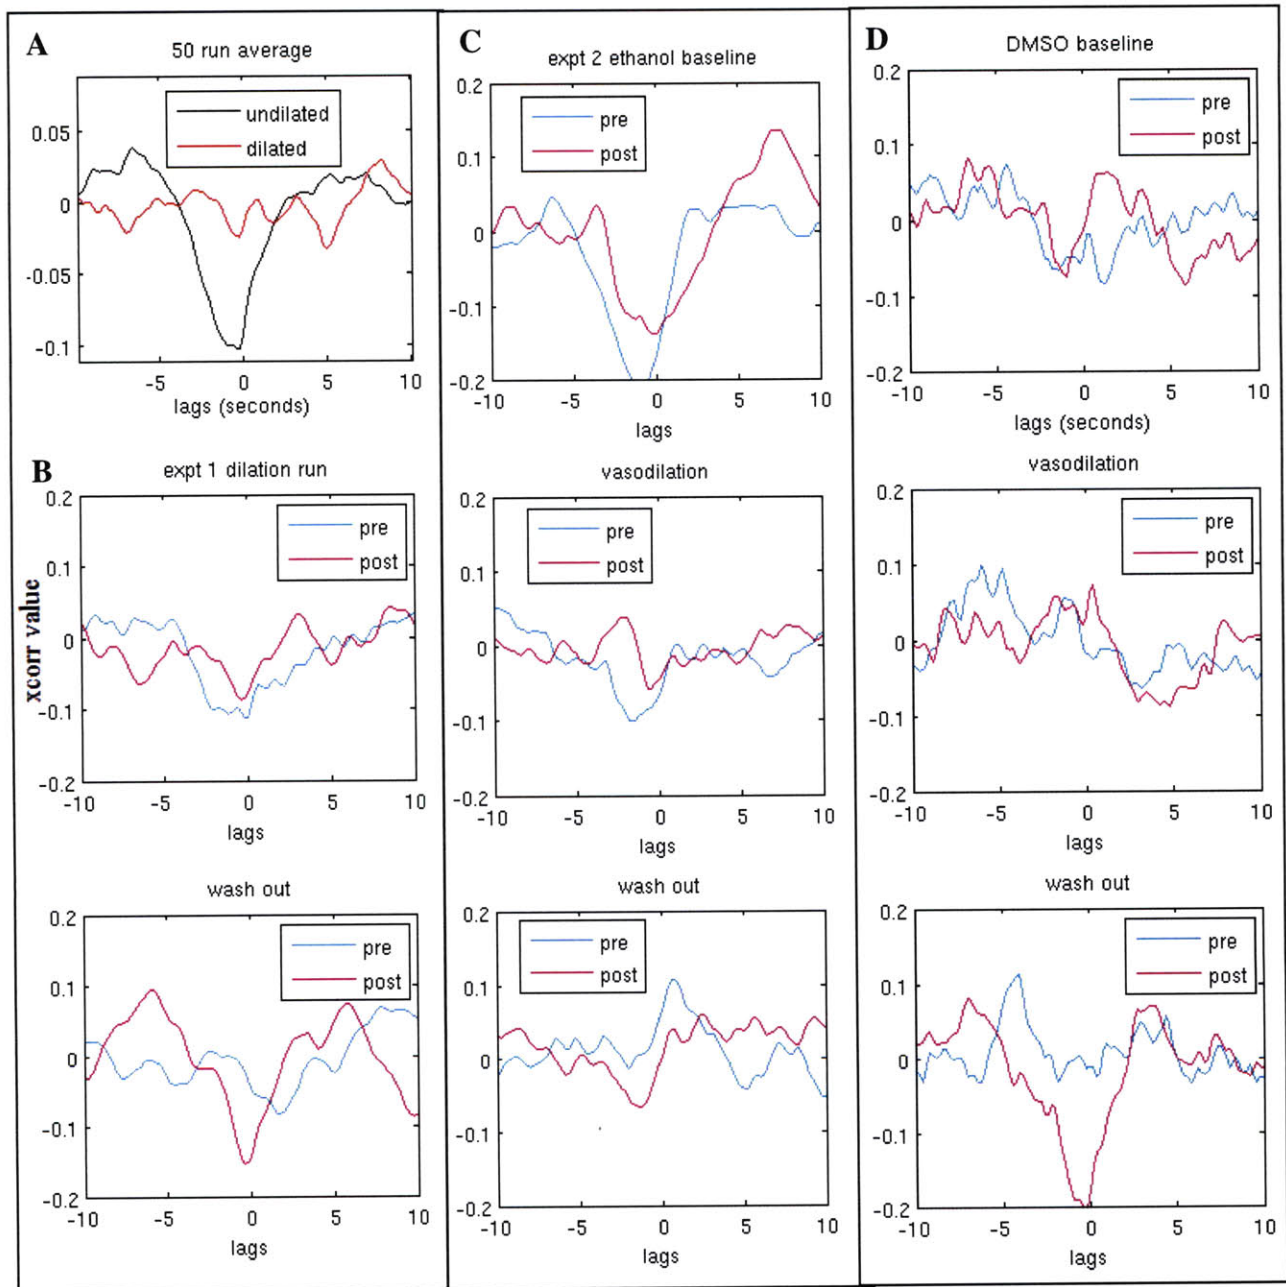 A
50 run average
undilated
dilated
0.05
0
-0.05
-0.1
-5 0 5 10
lags (seconds)
B
expt 1 dilation run
pre
post
0.2
0.1
0
-0.1
-0.2
xcorr value
-10 -5 0 5 10
lags
wash out
pre
post
0.2
0.1
0
-0.1
-0.2
-10 -5 0 5 10
lags
C
expt 2 ethanol baseline
pre
post
0.2
0.1
0
-0.1
-0.2
-10 -5 0 5 10
lags
vasodilation
pre
post
0.2
0.1
0
-0.1
-0.2
-10 -5 0 5 10
lags
wash out
pre
post
0.2
0.1
0
-0.1
-0.2
-10 -5 0 5 10
lags
D
DMSO baseline
pre
post
0.2
0.1
0
-0.1
-0.2
-10 -5 0 5 10
lags (seconds)
vasodilation
pre
post
0.2
0.1
0
-0.1
-0.2
-10 -5 0 5 10
lags
wash out
pre
post
0.2
0.1
0
-0.1
-0.2
-10 -5 0 5 10
lags